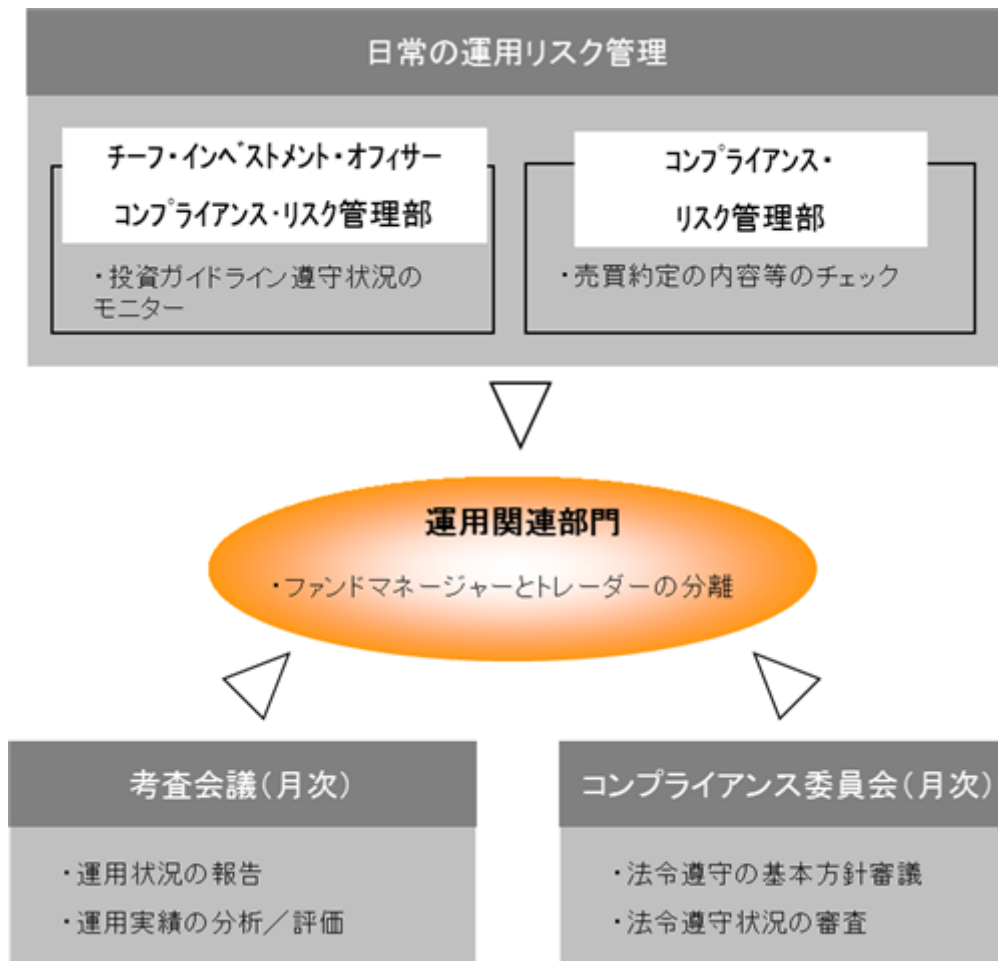 日常の運用リスク管理
チーフ・インベストメント・オフィサー
コンプライアンス・リスク管理部
・投資ガイドライン遵守状況の
モニター
コンプライアンス・
リスク管理部
・売買約定の内容等のチェック
運用関連部門
・ファンドマネージャーとトレーダーの分離
考査会議(月次)
・運用状況の報告
・運用実績の分析／評価
コンプライアンス委員会(月次)
・法令遵守の基本方針審議
・法令遵守状況の審査